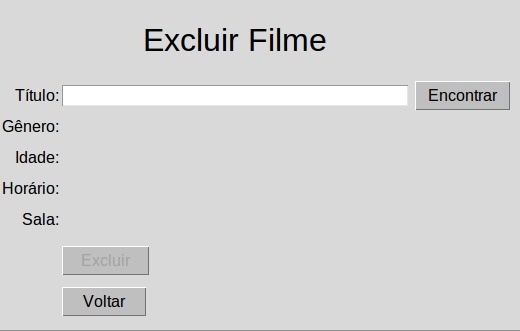 Excluir Filme
Título: Encontrar
Gênero:
Idade:
Horário:
Sala:
Excluir
Voltar